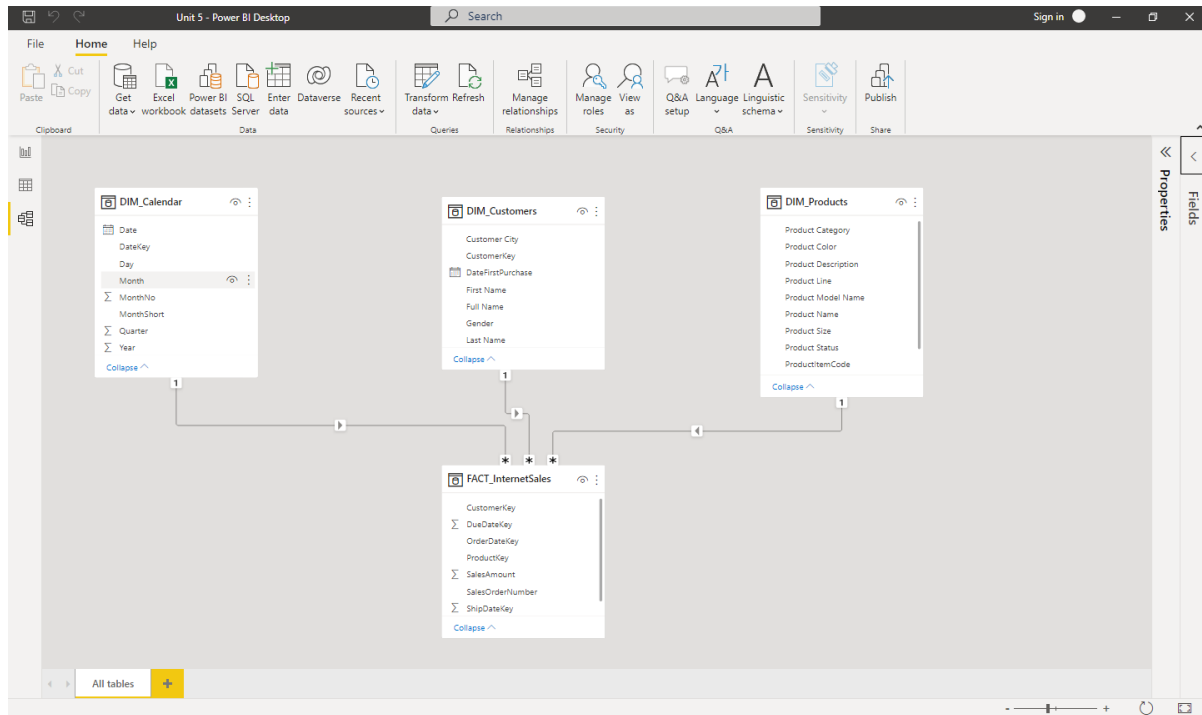 Unit 5 - Power BI Desktop
Search
Sign in
File Home Help
Paste
Cut
Copy
Clipboard
Get data
Excel workbook
Power BI datasets
SQL Server
Enter data
Dataverse
Recent sources
Data
Transform data
Refresh
Queries
Manage relationships
Relationships
Manage roles
View as
Security
Q&A setup
Language
Linguistic schema
Q&A
Sensitivity
Sensitivity
Publish
Share
DIM_Calendar
Date
DateKey
Day
Month
MonthNo
MonthShort
Quarter
Year
Collapse
1
DIM_Customers
Customer City
CustomerKey
DateFirstPurchase
First Name
Full Name
Gender
Last Name
Collapse
1
DIM_Products
Product Category
Product Color
Product Description
Product Line
Product Model Name
Product Name
Product Size
Product Status
ProductItemCode
Collapse
1
* * *
FACT_InternetSales
CustomerKey
DueDateKey
OrderDateKey
ProductKey
SalesAmount
SalesOrderNumber
ShipDateKey
Collapse
Properties
Fields
All tables